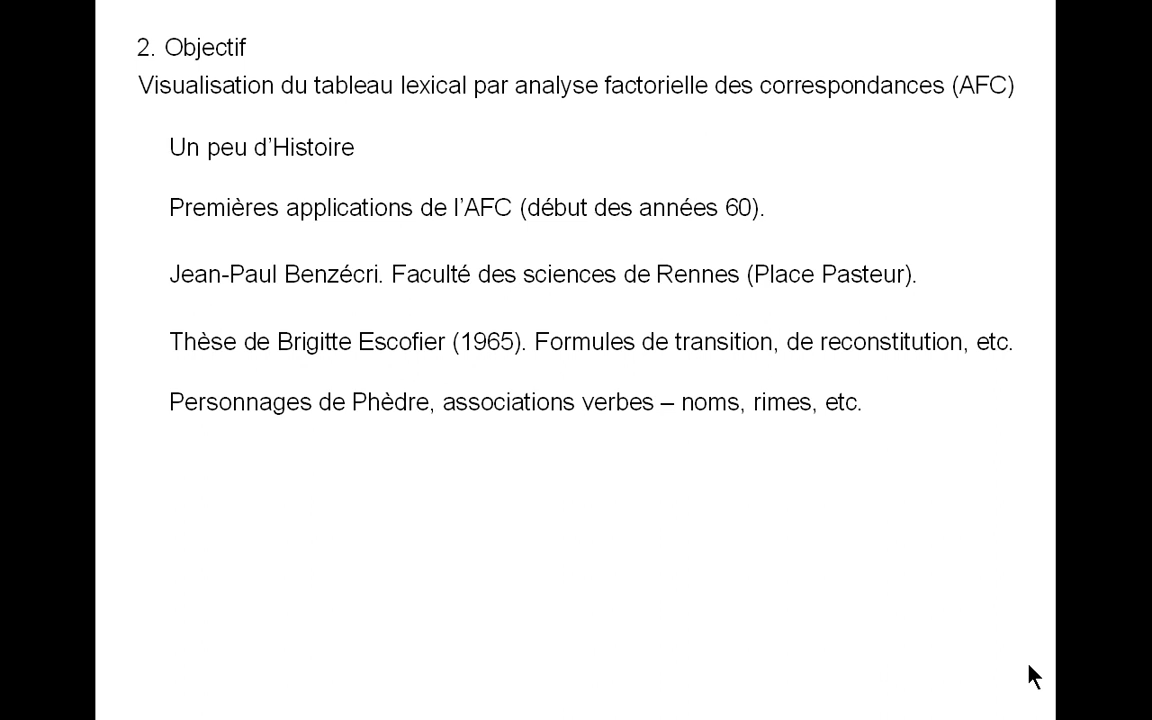 2. Objectif
Visualisation du tableau lexical par analyse factorielle des correspondances (AFC)
Un peu d’Histoire
Premières applications de l’AFC (début des années 60).
Jean-Paul Benzécri. Faculté des sciences de Rennes (Place Pasteur).
Thèse de Brigitte Escofier (1965). Formules de transition, de reconstitution, etc.
Personnages de Phèdre, associations verbes – noms, rimes, etc.